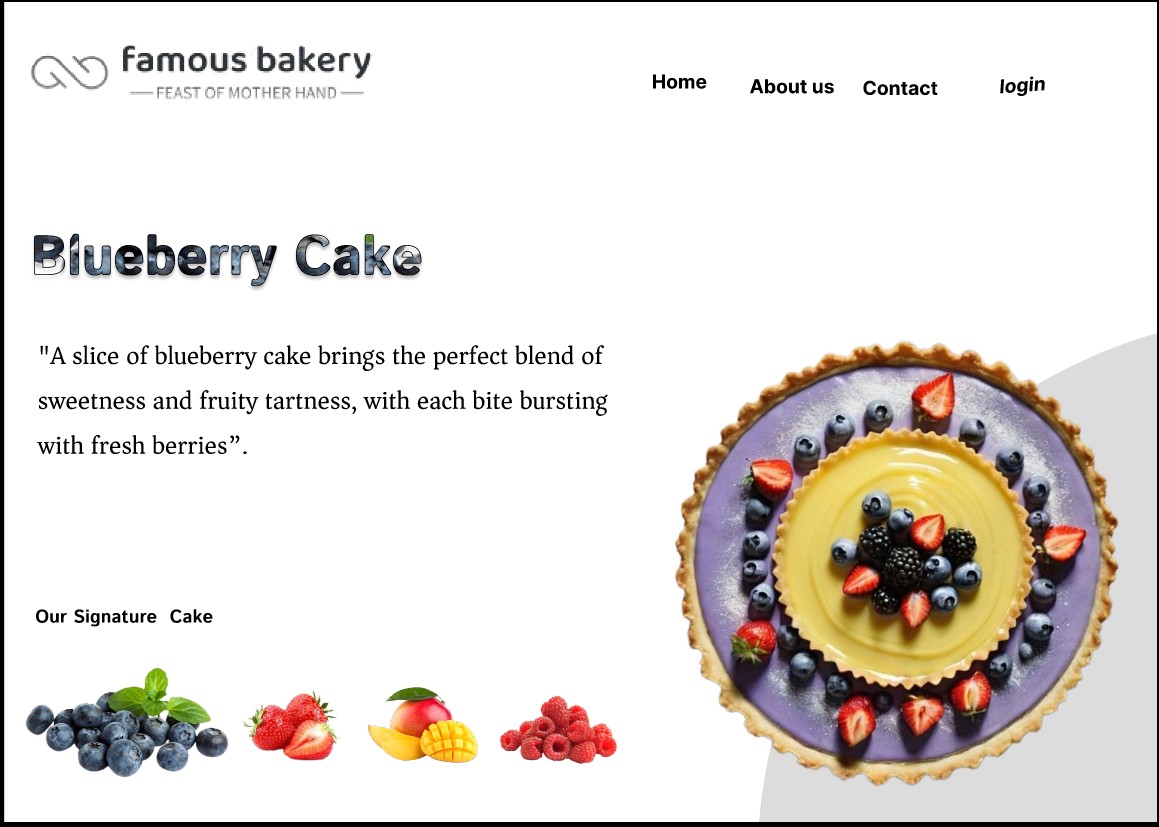 famous bakery
FEAST OF MOTHER HAND
Home About us Contact login
Blueberry Cake
"A slice of blueberry cake brings the perfect blend of
sweetness and fruity tartness, with each bite bursting
with fresh berries”.
Our Signature Cake